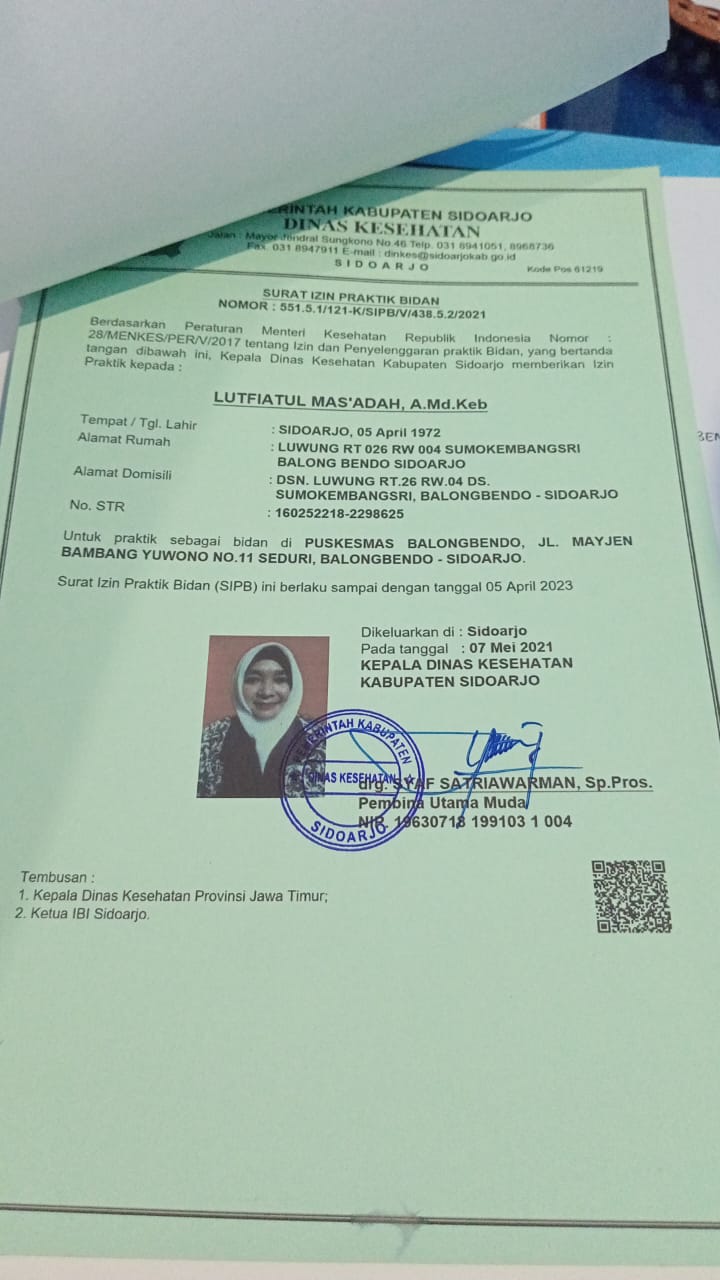 RINTAH KABUPATEN SIDOARJO
DINAS KESEHATAN
Jalan : Mayor Jendral Sungkono No.46 Telp. 031 8941051, 8968736
Fax. 031 8947911 E-mail : dinkes@sidoarjokab.go.id
S I D O A R J O
Kode Pos 61219
SURAT IZIN PRAKTIK BIDAN
NOMOR : 551.5.1/121-K/SIPB/V/438.5.2/2021
Berdasarkan Peraturan Menteri Kesehatan Republik Indonesia Nomor :
28/MENKES/PER/V/2017 tentang Izin dan Penyelenggaran praktik Bidan, yang bertanda
tangan dibawah ini, Kepala Dinas Kesehatan Kabupaten Sidoarjo memberikan Izin
Praktik kepada :
LUTFIATUL MAS'ADAH, A.Md.Keb
Tempat / Tgl. Lahir : SIDOARJO, 05 April 1972
Alamat Rumah : LUWUNG RT 026 RW 004 SUMOKEMBANGSRI
BALONG BENDO SIDOARJO
Alamat Domisili : DSN. LUWUNG RT.26 RW.04 DS.
SUMOKEMBANGSRI, BALONGBENDO - SIDOARJO
No. STR : 160252218-2298625
Untuk praktik sebagai bidan di PUSKESMAS BALONGBENDO, JL. MAYJEN
BAMBANG YUWONO NO.11 SEDURI, BALONGBENDO - SIDOARJO.
Surat Izin Praktik Bidan (SIPB) ini berlaku sampai dengan tanggal 05 April 2023
Dikeluarkan di : Sidoarjo
Pada tanggal : 07 Mei 2021
KEPALA DINAS KESEHATAN
KABUPATEN SIDOARJO
PEMERINTAH KABUPATEN
DINAS KESEHATAN
SIDOARJO
drg. SYAF SATRIAWARMAN, Sp.Pros.
Pembina Utama Muda
NIP. 19630718 199103 1 004
Tembusan :
1. Kepala Dinas Kesehatan Provinsi Jawa Timur;
2. Ketua IBI Sidoarjo.